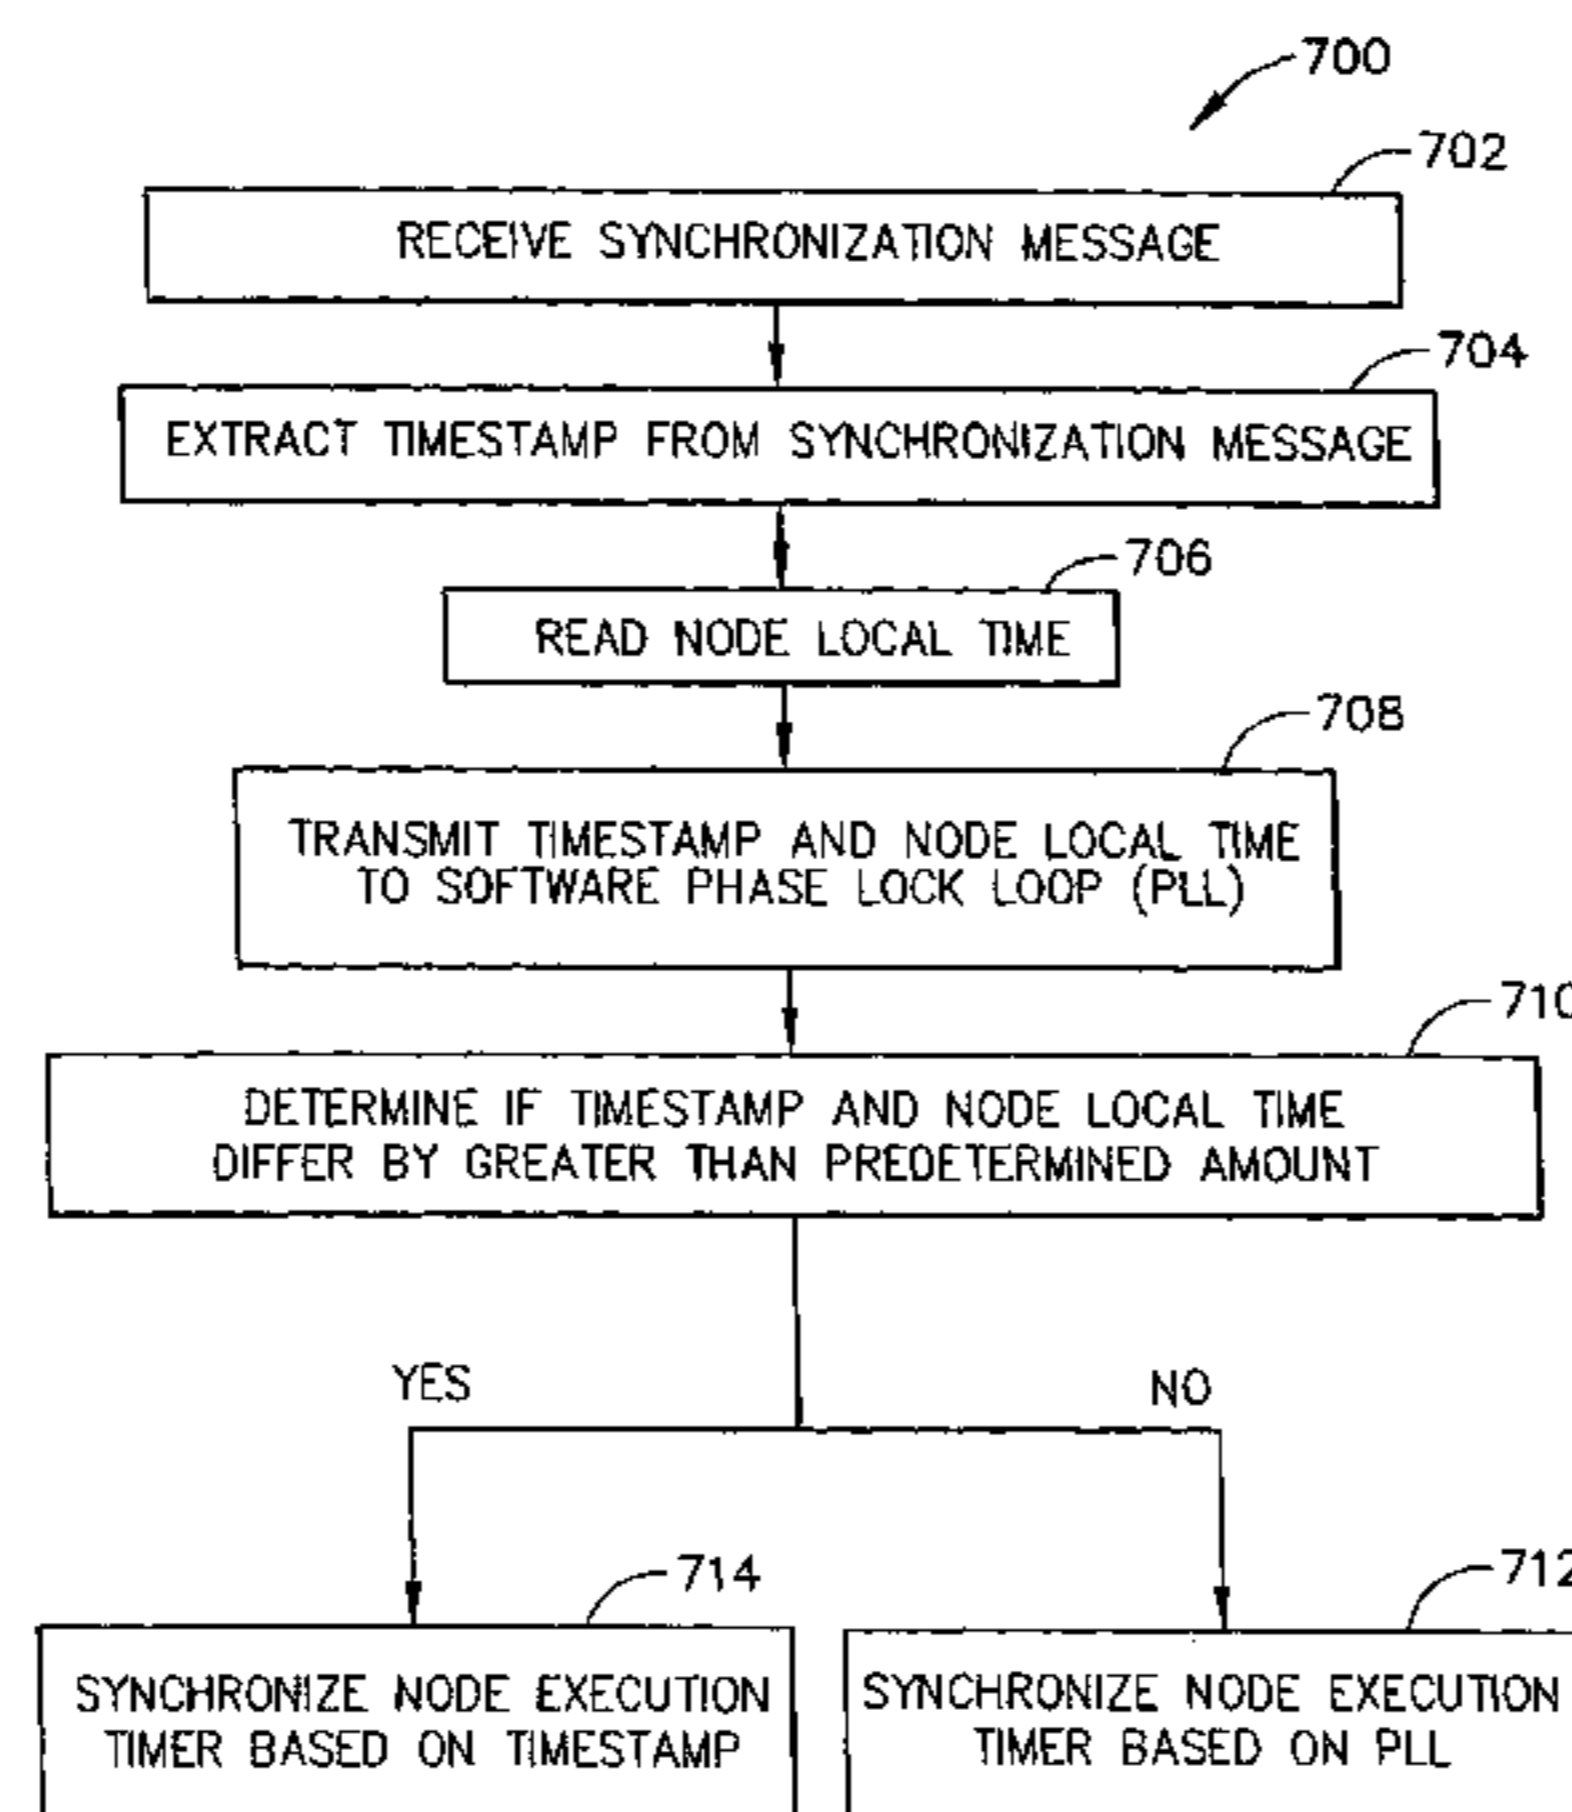 700
702
RECEIVE SYNCHRONIZATION MESSAGE
704
EXTRACT TIMESTAMP FROM SYNCHRONIZATION MESSAGE
706
READ NODE LOCAL TIME
708
TRANSMIT TIMESTAMP AND NODE LOCAL TIME
TO SOFTWARE PHASE LOCK LOOP (PLL)
710
DETERMINE IF TIMESTAMP AND NODE LOCAL TIME
DIFFER BY GREATER THAN PREDETERMINED AMOUNT
YES
NO
714
SYNCHRONIZE NODE EXECUTION
TIMER BASED ON TIMESTAMP
712
SYNCHRONIZE NODE EXECUTION
TIMER BASED ON PLL